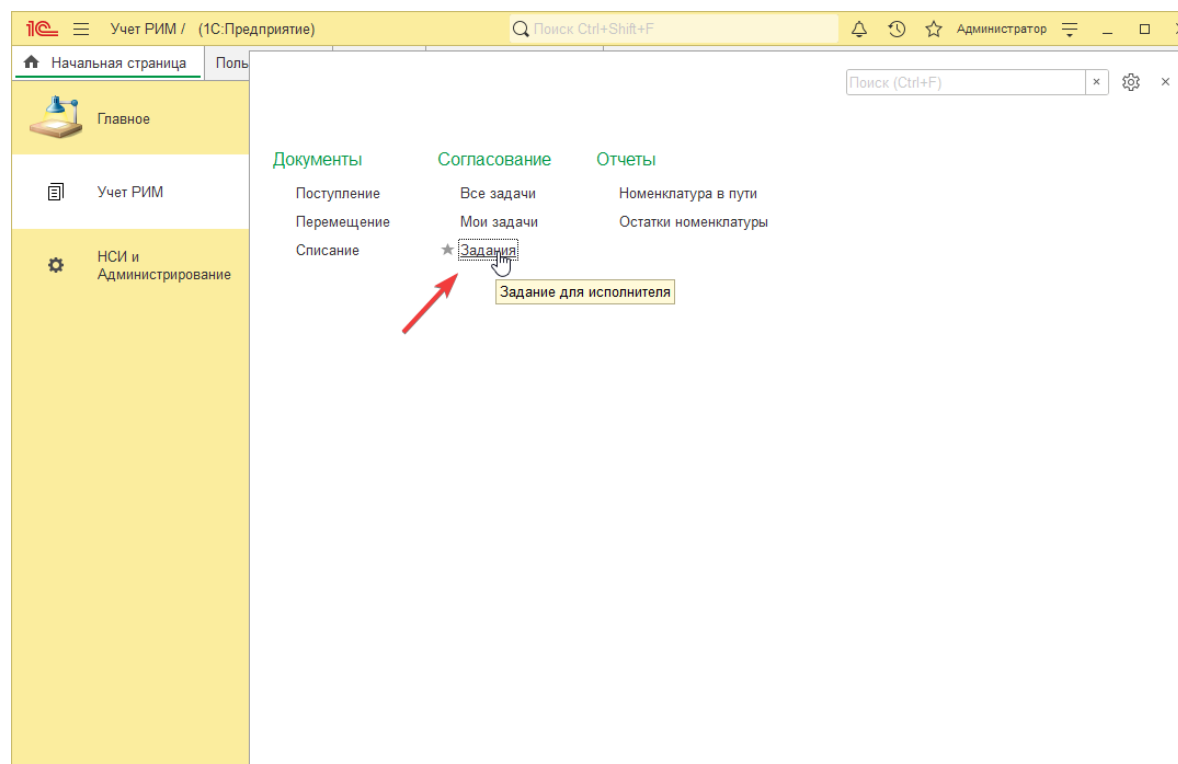 1С Учет РИМ / (1С:Предприятие) Поиск Ctrl+Shift+F Администратор
Начальная страница Поль
Поиск (Ctrl+F)
Главное
Учет РИМ
НСИ и
Администрирование
Документы
Поступление
Перемещение
Списание
Согласование
Все задачи
Мои задачи
Задания
Задание для исполнителя
Отчеты
Номенклатура в пути
Остатки номенклатуры